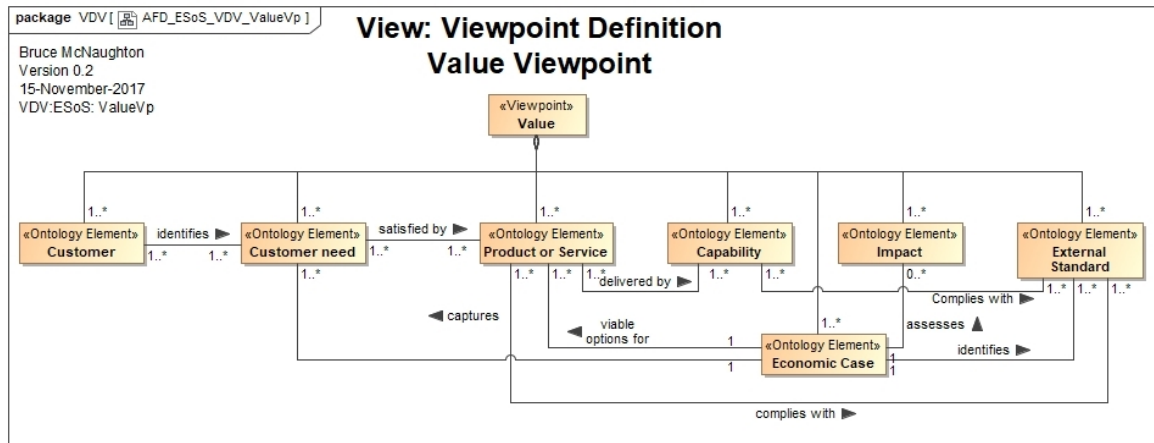 package VDV [ AFD_ESoS_VDV_ValueVp ]
View: Viewpoint Definition
Value Viewpoint
Bruce McNaughton
Version 0.2
15-November-2017
VDV:ESoS: ValueVp
«Viewpoint»
Value
1..* 1..* 1..* 1..* 1..* 1..*
«Ontology Element»
Customer
identifies
1..* 1..*
«Ontology Element»
Customer need
satisfied by
1..* 1..*
«Ontology Element»
Product or Service
«Ontology Element»
Capability
«Ontology Element»
Impact
«Ontology Element»
External
Standard
1..* 1..* 1..* 1..* 1..* 1..* 0..* 1..* 1..* 1..*
delivered by
Complies with
captures
viable
options for
1..*
assesses
1
«Ontology Element»
Economic Case
identifies
1
1
1
complies with